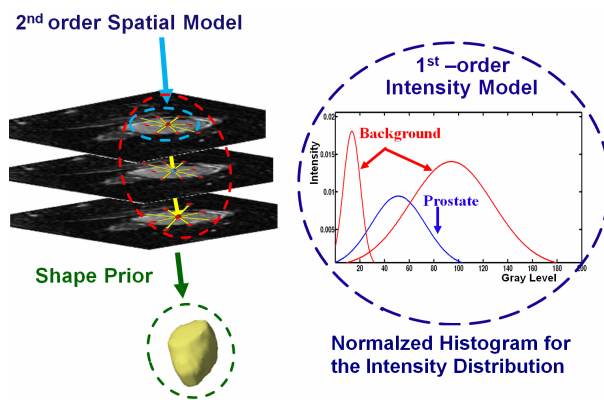 2nd order Spatial Model
Shape Prior
1st –order
Intensity Model
Background
Prostate
Intensity
0.02
0.015
0.01
0.005
20 40 60 80 100 120 140 160 180 200
Gray Level
Normalzed Histogram for
the Intensity Distribution